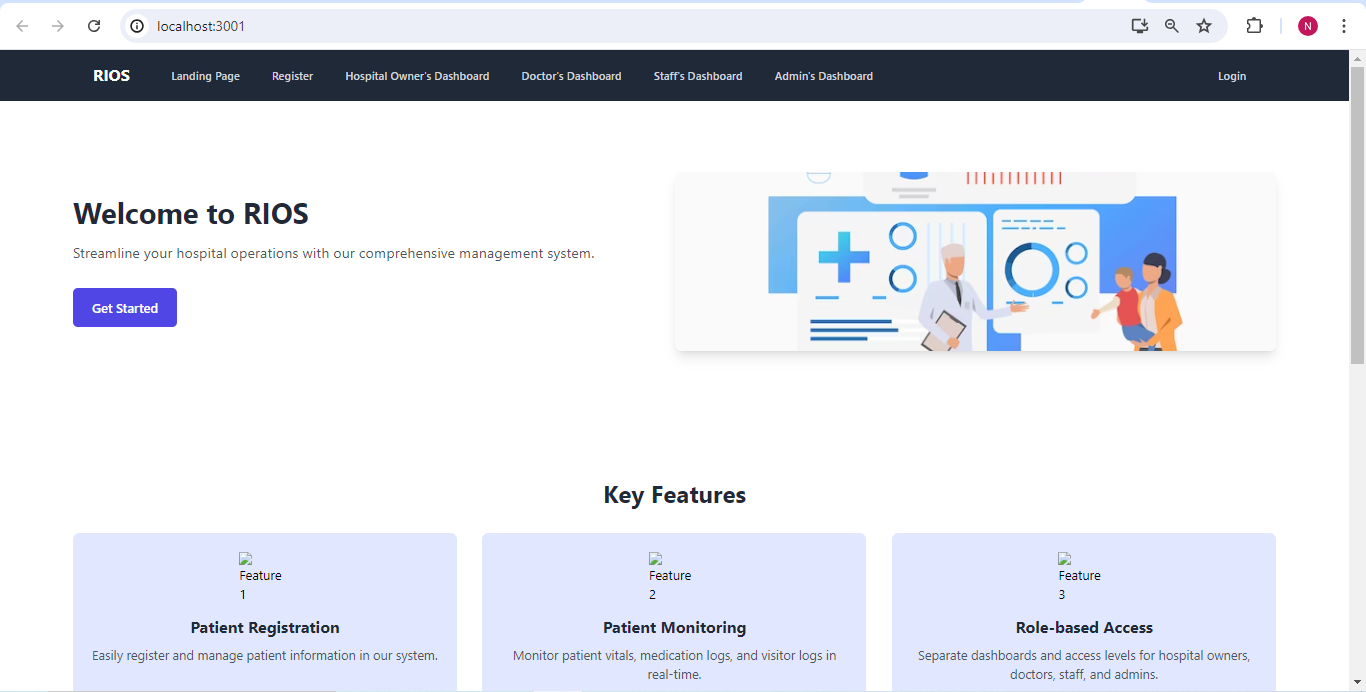 localhost:3001
N
RIOS
Landing Page
Register
Hospital Owner's Dashboard
Doctor's Dashboard
Staff's Dashboard
Admin's Dashboard
Login
Welcome to RIOS
Streamline your hospital operations with our comprehensive management system.
Get Started
Key Features
Feature
1
Patient Registration
Easily register and manage patient information in our system.
Feature
2
Patient Monitoring
Monitor patient vitals, medication logs, and visitor logs in
real-time.
Feature
3
Role-based Access
Separate dashboards and access levels for hospital owners,
doctors, staff, and admins.